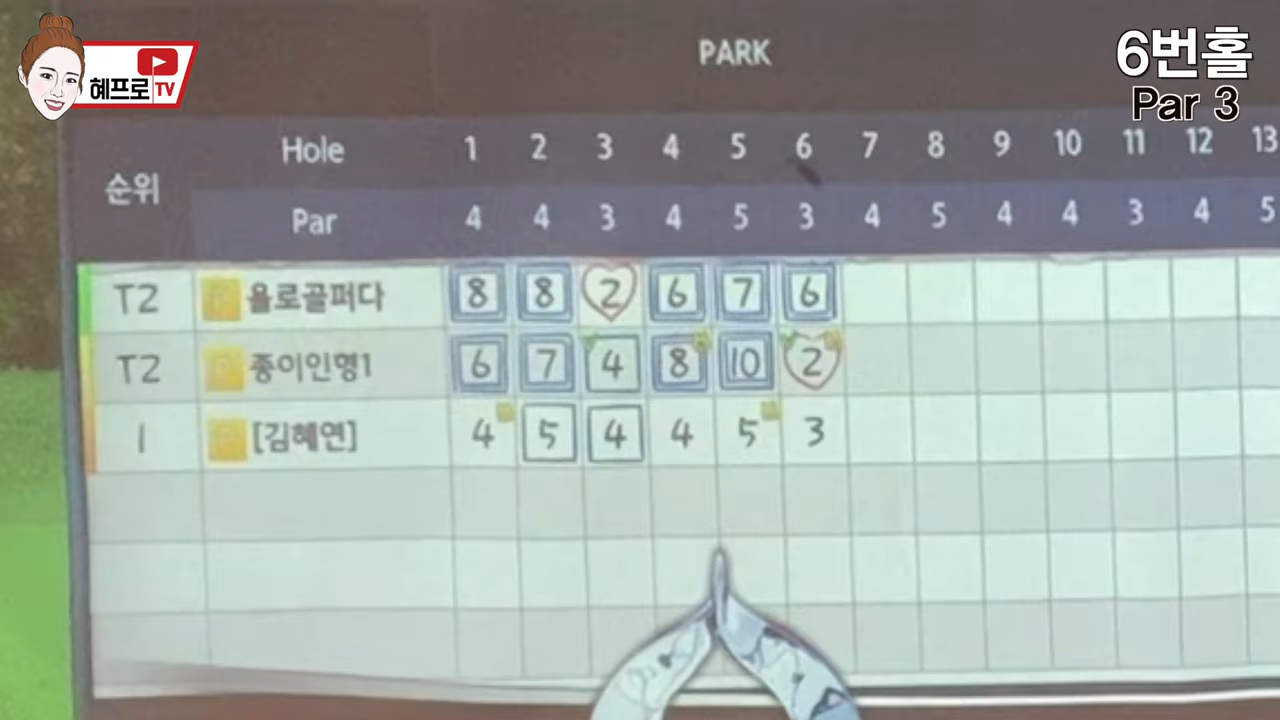 혜프로TV
6번홀
Par 3
PARK
순위 Hole 1 2 3 4 5 6 7 8 9 10 11 12 13
Par 4 4 3 4 5 3 4 5 4 4 3 4 5
T2 욜로골퍼다 8 8 2 6 7 6
T2 종이인형1 6 7 4 8 10 2
1 [김혜연] 4 5 4 4 5 3